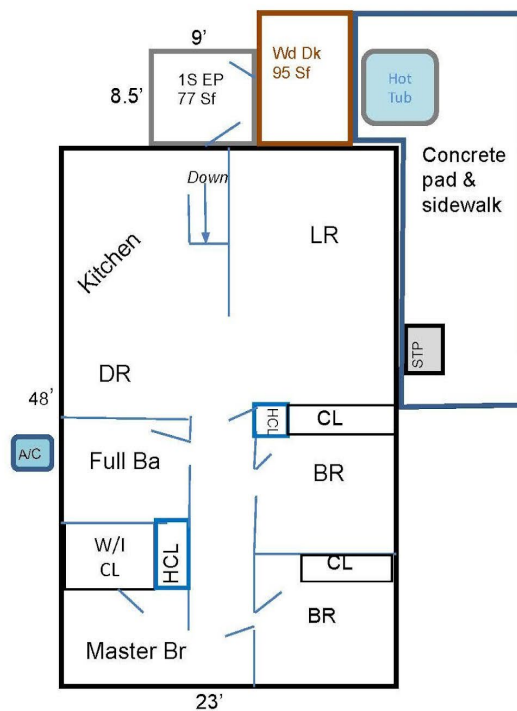 9'
Wd Dk
95 Sf
1S EP
77 Sf
8.5'
Hot
Tub
Concrete
pad &
sidewalk
Down
Kitchen
LR
STP
DR
48'
HCL
CL
A/C
Full Ba
BR
W/I
CL
HCL
CL
BR
Master Br
23'